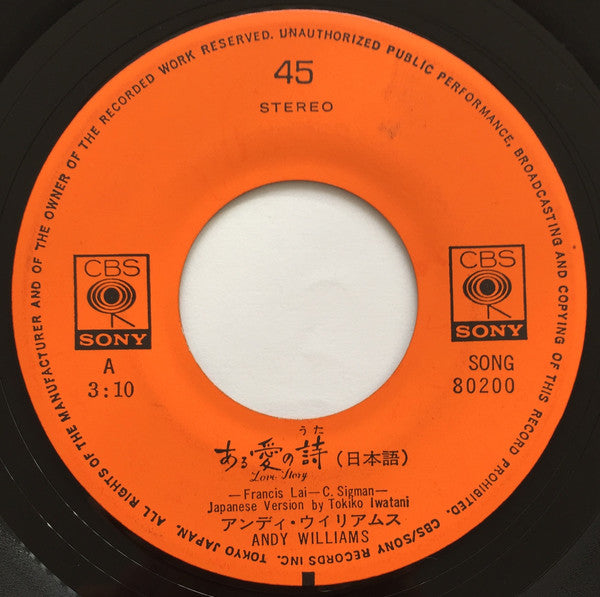 ALL RIGHTS OF THE MANUFACTURER AND OF THE OWNER OF THE RECORDED WORK RESERVED. UNAUTHORIZED PUBLIC PERFORMANCE, BROADCASTING AND COPYING OF THIS RECORD PROHIBITED. CBS/SONY RECORDS INC. TOKYO JAPAN.
45
STEREO
CBS
SONY
CBS
SONY
A
3:10
SONG
80200
うた
ある愛の詩(日本語)
Love Story
—Francis Lai—C. Sigman—
Japanese Version by Tokiko Iwatani
アンディ・ウイリアムス
ANDY WILLIAMS